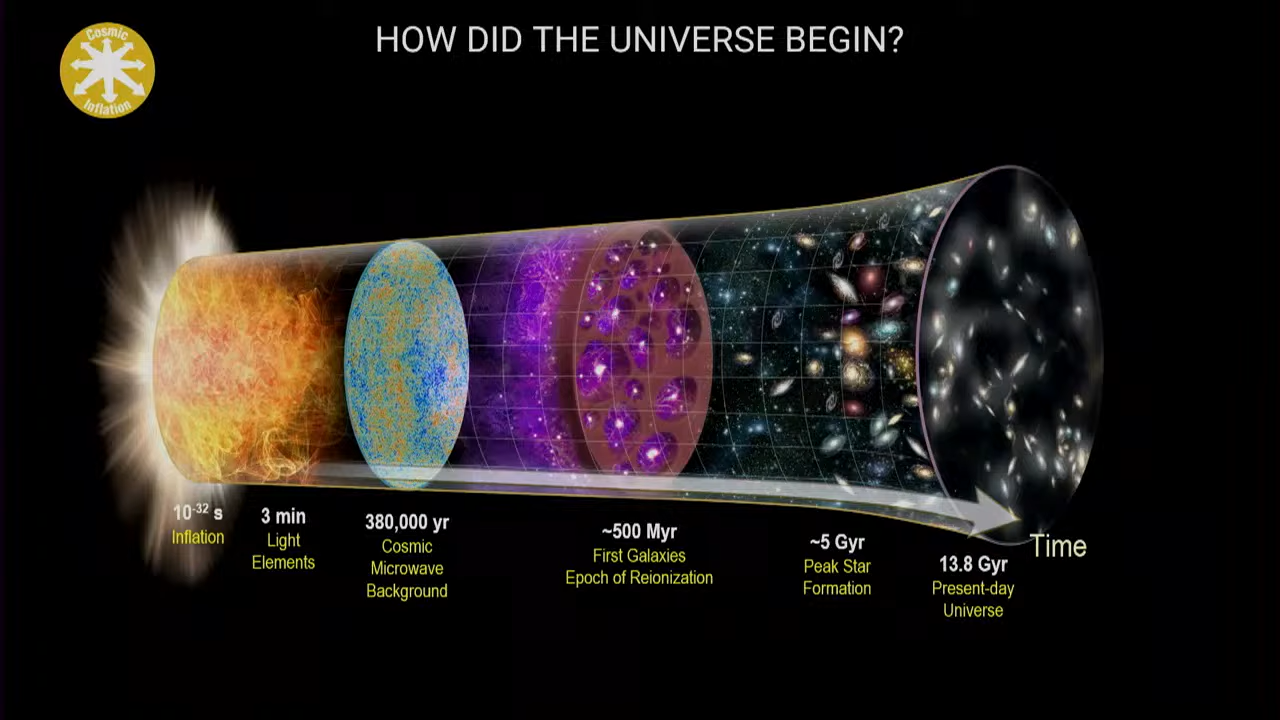 HOW DID THE UNIVERSE BEGIN?
Cosmic
Inflation
10⁻³² s
Inflation
3 min
Light
Elements
380,000 yr
Cosmic
Microwave
Background
~500 Myr
First Galaxies
Epoch of Reionization
~5 Gyr
Peak Star
Formation
13.8 Gyr
Present-day
Universe
Time